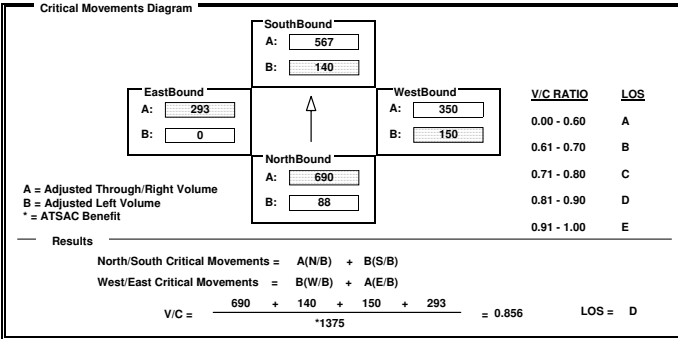 Critical Movements Diagram
SouthBound
A: 567
B: 140
EastBound
A: 293
B: 0
WestBound
A: 350
B: 150
NorthBound
A: 690
B: 88
V/C RATIO LOS
0.00 - 0.60 A
0.61 - 0.70 B
0.71 - 0.80 C
0.81 - 0.90 D
0.91 - 1.00 E
A = Adjusted Through/Right Volume
B = Adjusted Left Volume
* = ATSAC Benefit
Results
North/South Critical Movements = A(N/B) + B(S/B)
West/East Critical Movements = B(W/B) + A(E/B)
V/C = 690 + 140 + 150 + 293 = 0.856 LOS = D
*1375